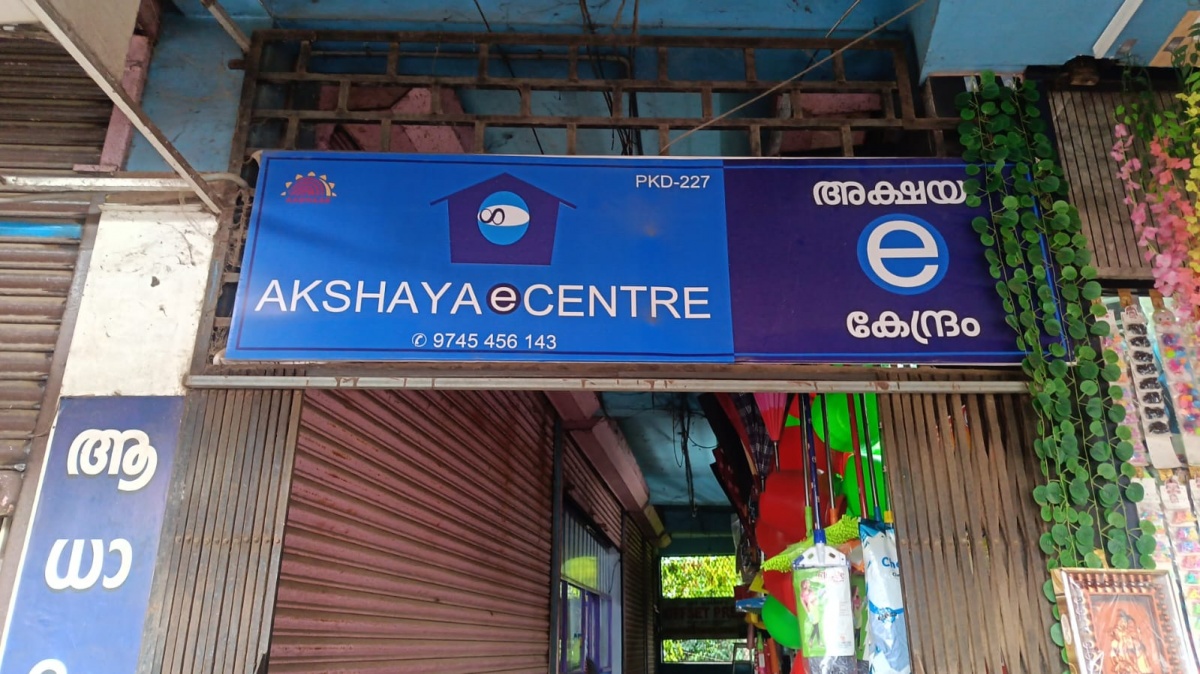 PKD-227
AKSHAYA e CENTRE
✆ 9745 456 143
അക്ഷയ
e
കേന്ദ്രം
ആ
ധാ